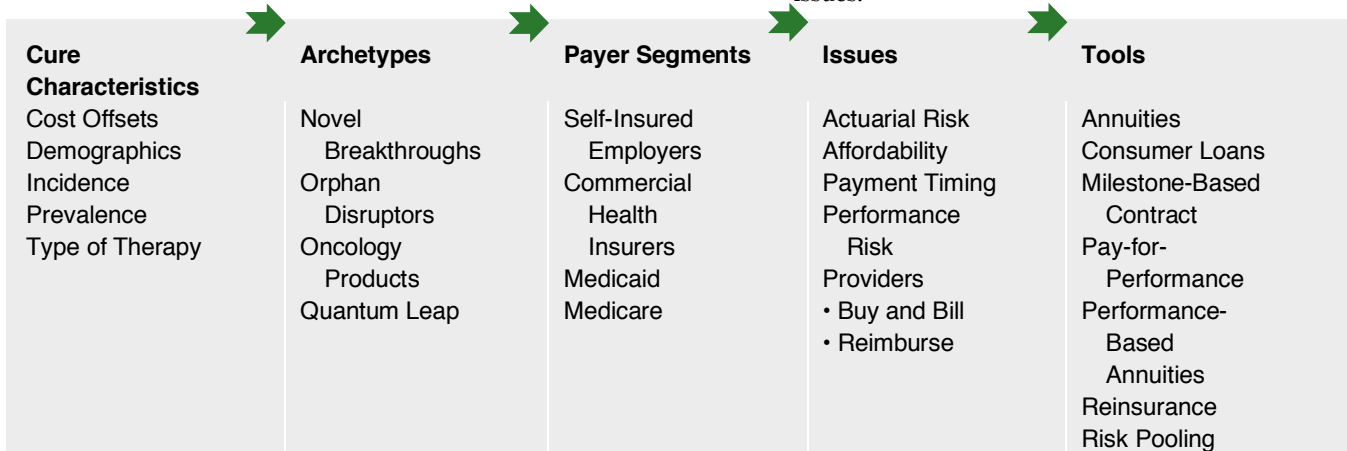 issues.
Cure
Characteristics
Cost Offsets
Demographics
Incidence
Prevalence
Type of Therapy
Archetypes
Novel
Breakthroughs
Orphan
Disruptors
Oncology
Products
Quantum Leap
Payer Segments
Self-Insured
Employers
Commercial
Health
Insurers
Medicaid
Medicare
Issues
Actuarial Risk
Affordability
Payment Timing
Performance
Risk
Providers
• Buy and Bill
• Reimburse
Tools
Annuities
Consumer Loans
Milestone-Based
Contract
Pay-for-
Performance
Performance-
Based
Annuities
Reinsurance
Risk Pooling